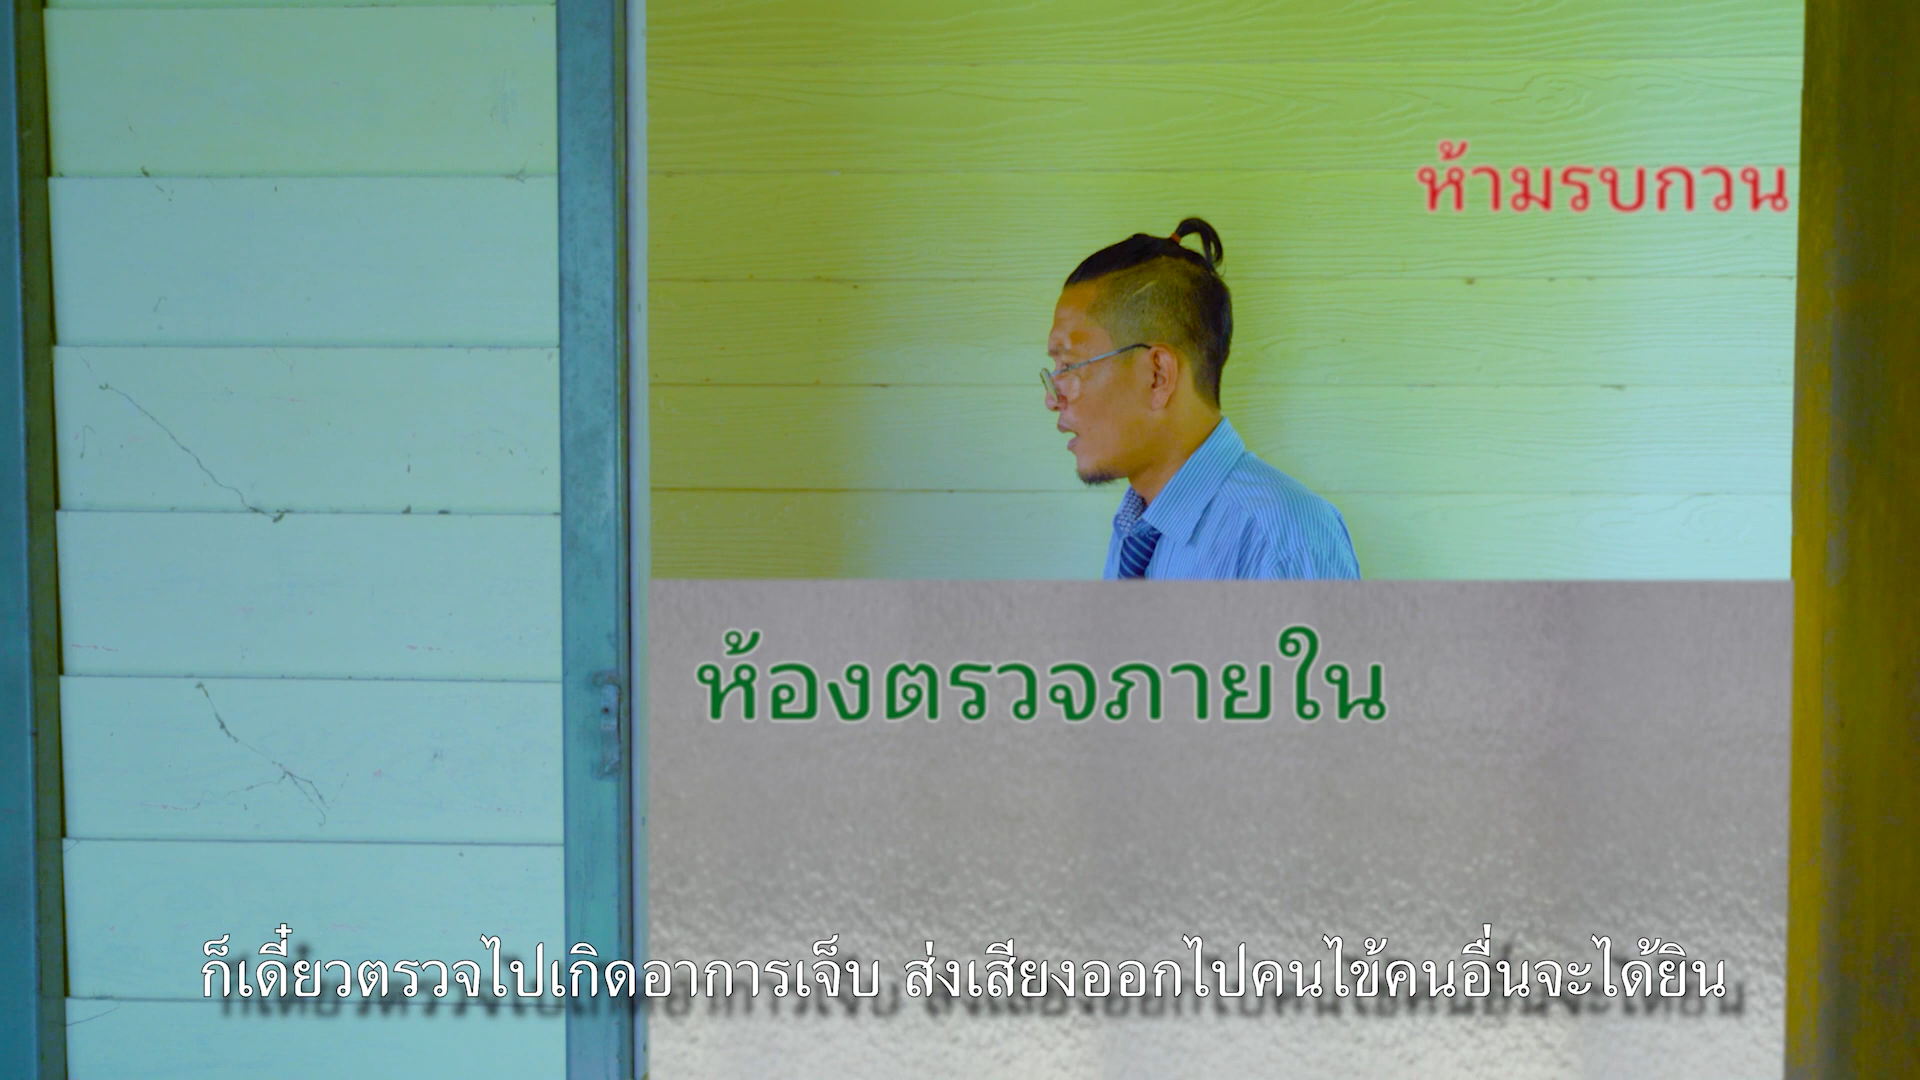 ห้ามรบกวน
ห้องตรวจภายใน
ก็เดี๋ยวตรวจไปเกิดอาการเจ็บ ส่งเสียงออกไปคนไข้คนอื่นจะได้ยิน